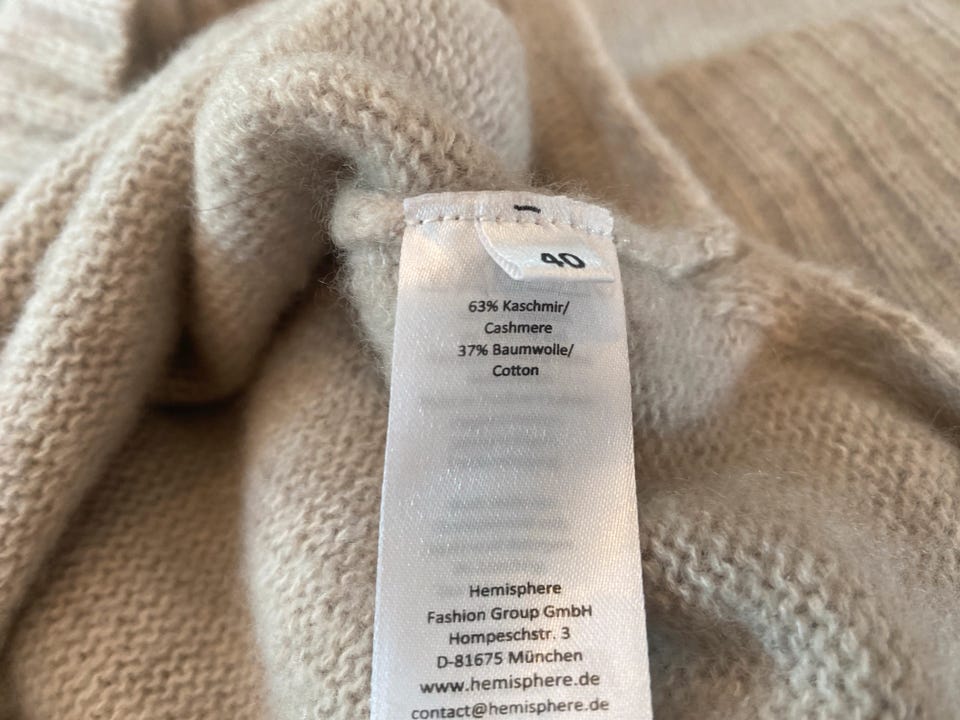 40
63% Kaschmir/
Cashmere
37% Baumwolle/
Cotton
Hemisphere
Fashion Group GmbH
Hompeschstr. 3
D-81675 München
www.hemisphere.de
contact@hemisphere.de